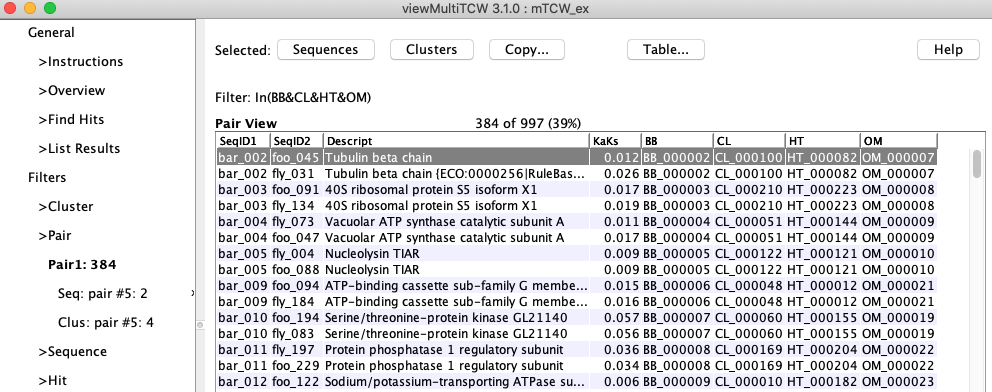 viewMultiTCW 3.1.0 : mTCW_ex
General
>Instructions
>Overview
>Find Hits
>List Results
Filters
>Cluster
>Pair
Pair1: 384
Seq: pair #5: 2
Clus: pair #5: 4
>Sequence
>Hit
Selected: Sequences Clusters Copy... Table... Help
Filter: In(BB&CL&HT&OM)
Pair View 384 of 997 (39%)
SeqID1 SeqID2 Descript KaKs BB CL HT OM
bar_002 foo_045 Tubulin beta chain 0.012 BB_000002 CL_000100 HT_000082 OM_000007
bar_002 fly_031 Tubulin beta chain {ECO:0000256|RuleBas... 0.026 BB_000002 CL_000100 HT_000082 OM_000007
bar_003 foo_091 40S ribosomal protein S5 isoform X1 0.017 BB_000003 CL_000210 HT_000223 OM_000008
bar_003 fly_134 40S ribosomal protein S5 isoform X1 0.019 BB_000003 CL_000210 HT_000223 OM_000008
bar_004 fly_073 Vacuolar ATP synthase catalytic subunit A 0.011 BB_000004 CL_000051 HT_000144 OM_000009
bar_004 foo_047 Vacuolar ATP synthase catalytic subunit A 0.017 BB_000004 CL_000051 HT_000144 OM_000009
bar_005 fly_004 Nucleolysin TIAR 0.009 BB_000005 CL_000122 HT_000121 OM_000010
bar_005 foo_088 Nucleolysin TIAR 0.009 BB_000005 CL_000122 HT_000121 OM_000010
bar_009 foo_094 ATP-binding cassette sub-family G membe... 0.015 BB_000006 CL_000048 HT_000012 OM_000021
bar_009 fly_184 ATP-binding cassette sub-family G membe... 0.016 BB_000006 CL_000048 HT_000012 OM_000021
bar_010 foo_194 Serine/threonine-protein kinase GL21140 0.057 BB_000007 CL_000060 HT_000155 OM_000019
bar_010 fly_083 Serine/threonine-protein kinase GL21140 0.056 BB_000007 CL_000060 HT_000155 OM_000019
bar_011 fly_197 Protein phosphatase 1 regulatory subunit 0.036 BB_000008 CL_000169 HT_000204 OM_000022
bar_011 foo_229 Protein phosphatase 1 regulatory subunit 0.034 BB_000008 CL_000169 HT_000204 OM_000022
bar_012 foo_122 Sodium/potassium-transporting ATPase su... 0.006 BB_000009 CL_000010 HT_000182 OM_000023